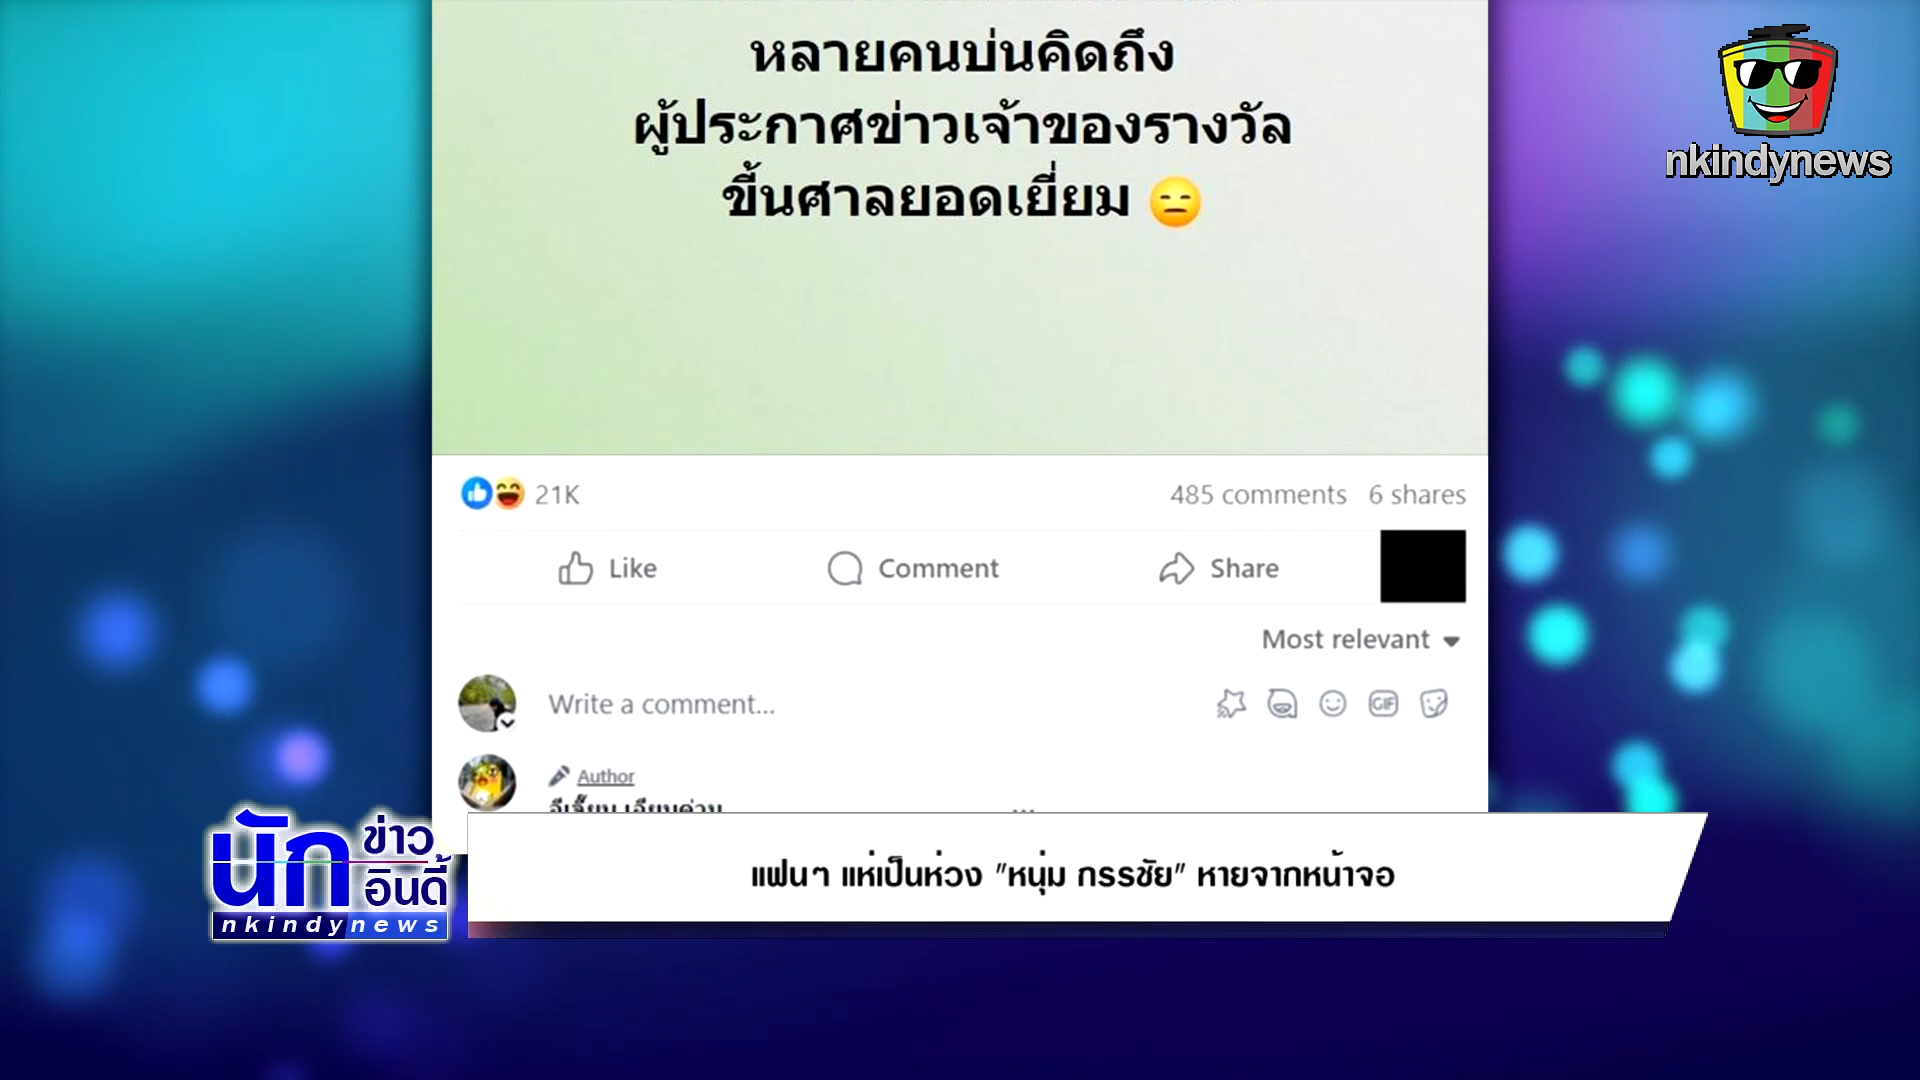 หลายคนบ่นคิดถึง
ผู้ประกาศข่าวเจ้าของรางวัล
ขึ้นศาลยอดเยี่ยม 😑
nkindynews
21K
485 comments 6 shares
Like Comment Share
Most relevant
Write a comment...
GIF
Author
นักข่าวอินดี้
nkindynews
แฟนๆ แห่เป็นห่วง "หนุ่ม กรรชัย" หายจากหน้าจอ